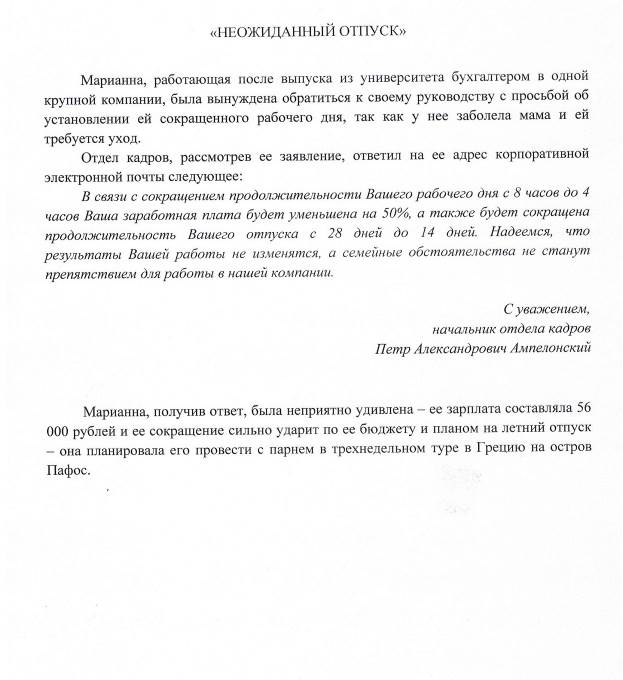 «НЕОЖИДАННЫЙ ОТПУСК»
Марианна, работающая после выпуска из университета бухгалтером в одной
крупной компании, была вынуждена обратиться к своему руководству с просьбой об
установлении ей сокращенного рабочего дня, так как у нее заболела мама и ей
требуется уход.
Отдел кадров, рассмотрев ее заявление, ответил на ее адрес корпоративной
электронной почты следующее:
В связи с сокращением продолжительности Вашего рабочего дня с 8 часов до 4
часов Ваша заработная плата будет уменьшена на 50%, а также будет сокращена
продолжительность Вашего отпуска с 28 дней до 14 дней. Надеемся, что
результаты Вашей работы не изменятся, а семейные обстоятельства не станут
препятствием для работы в нашей компании.
С уважением,
начальник отдела кадров
Петр Александрович Ампелонский
Марианна, получив ответ, была неприятно удивлена – ее зарплата составляла 56
000 рублей и ее сокращение сильно ударит по ее бюджету и планом на летний отпуск
– она планировала его провести с парнем в трехнедельном туре в Грецию на остров
Пафос.